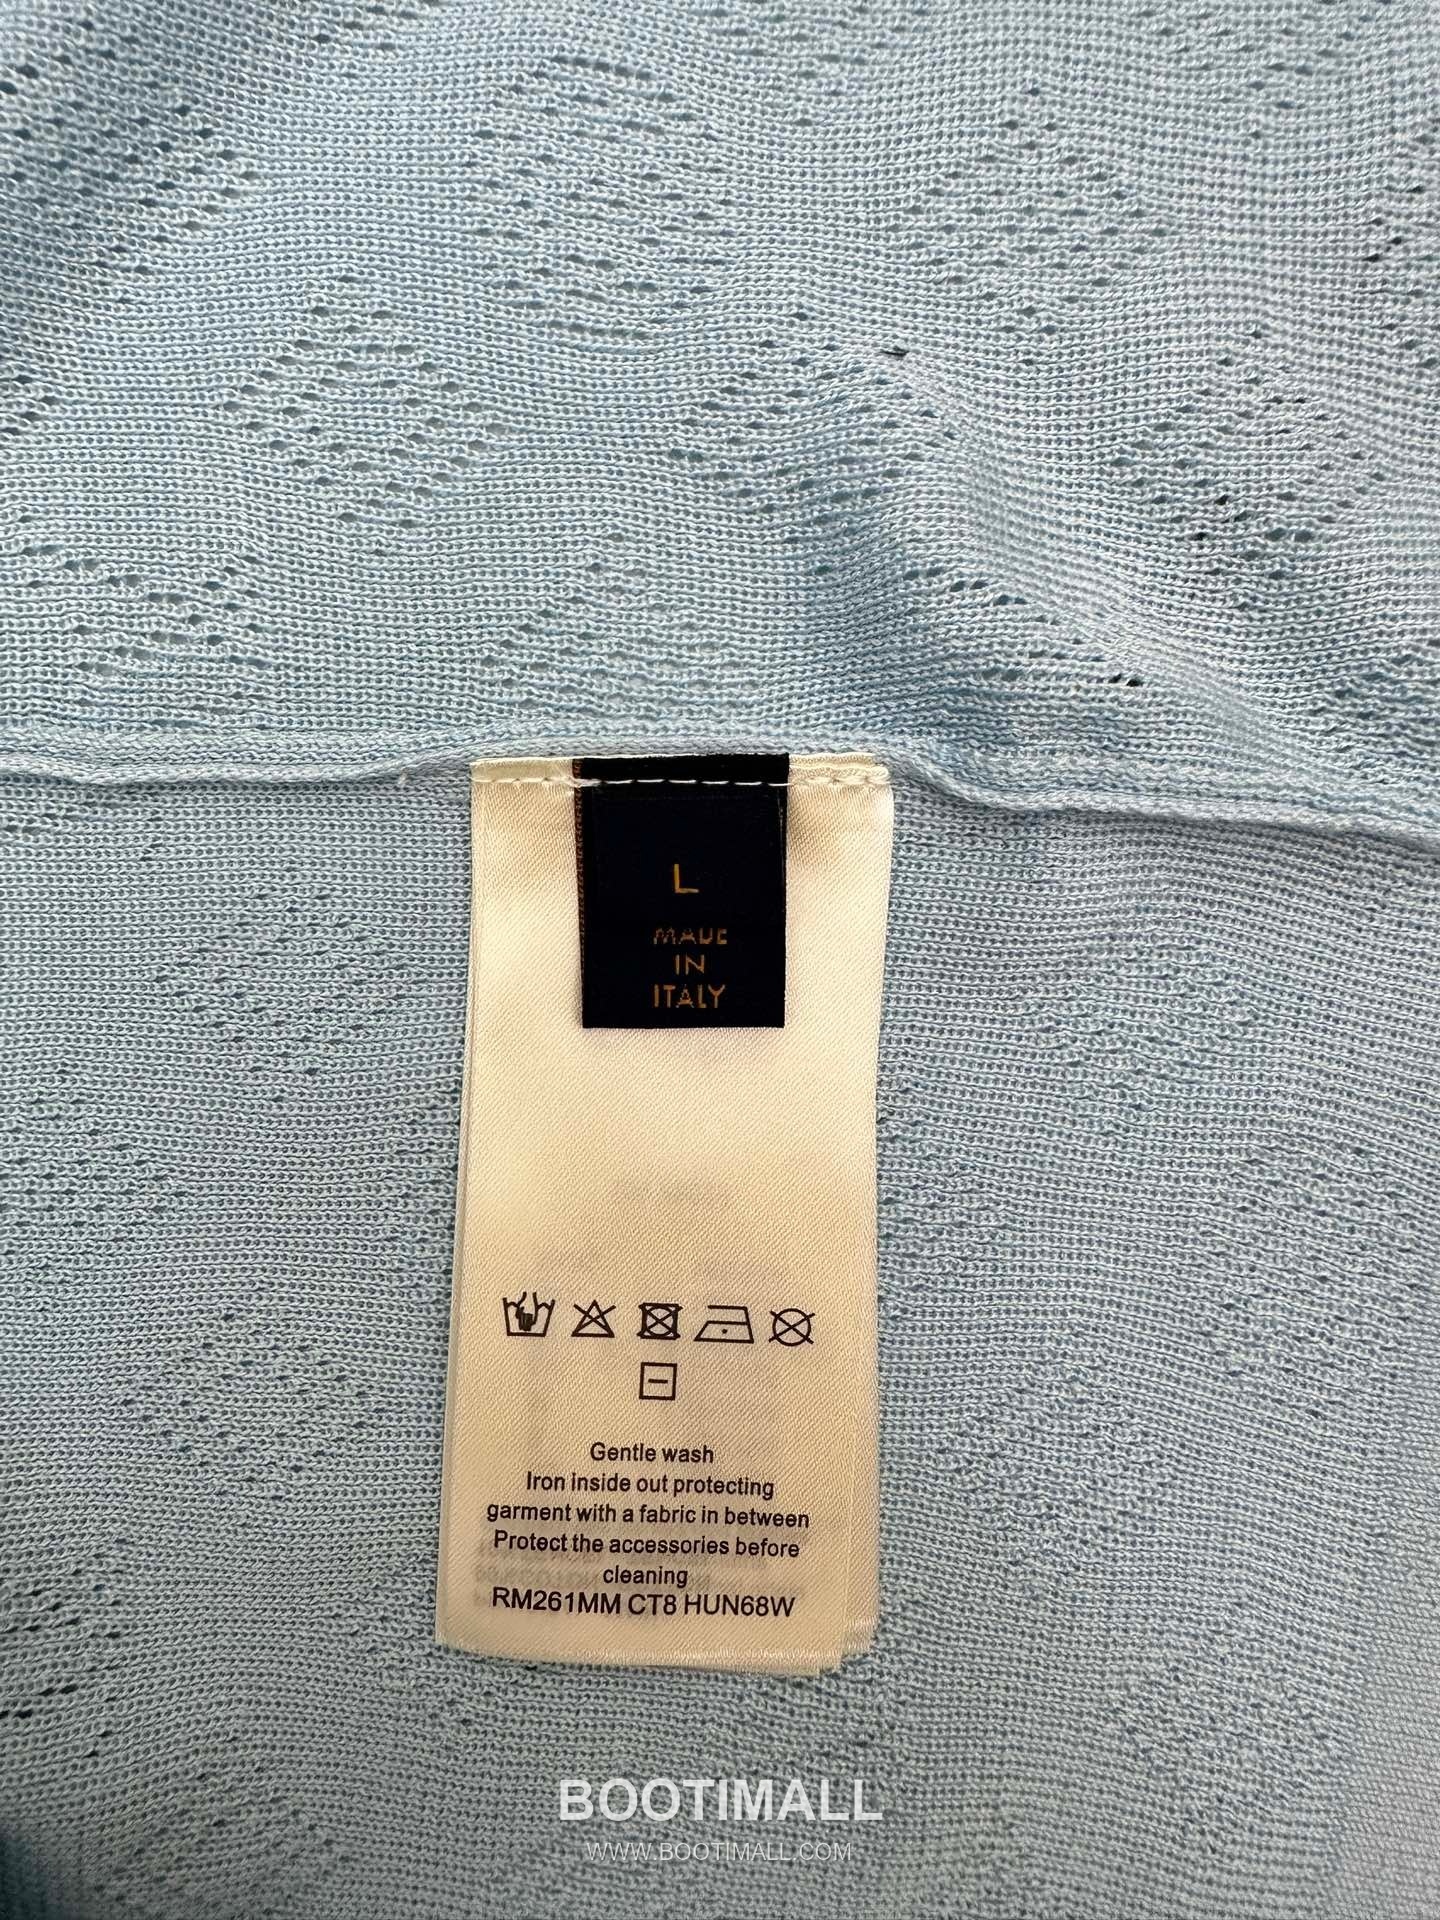 L
MADE
IN
ITALY
Gentle wash
Iron inside out protecting
garment with a fabric in between
Protect the accessories before
cleaning
RM261MM CT8 HUN68W
BOOTIMALL
WWW.BOOTIMALL.COM